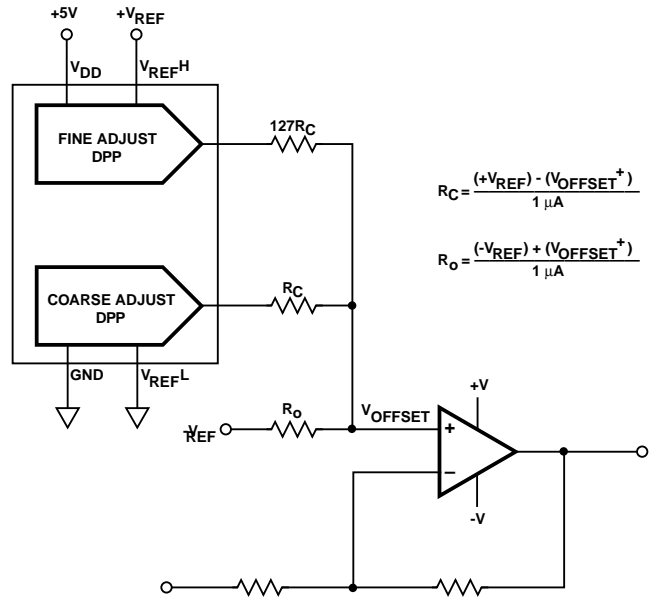 +5V
+VREF
VDD
VREFH
FINE ADJUST
DPP
127RC
RC = (+VREF) - (VOFFSET+)
1 µA
Ro = (-VREF) + (VOFFSET+)
1 µA
COARSE ADJUST
DPP
RC
GND
VREFL
-VREF
Ro
VOFFSET
+V
+
−
-V